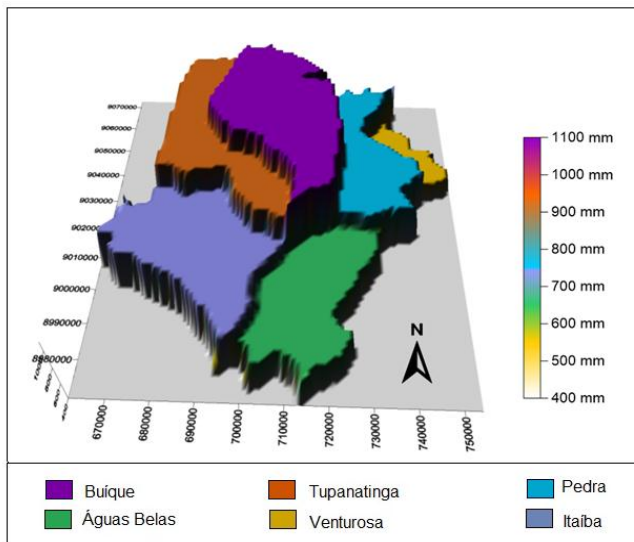 9070000
9060000
9050000
9040000
9030000
9020000
9010000
9000000
8990000
8980000
670000
680000
690000
700000
710000
720000
730000
740000
750000
N
1100 mm
1000 mm
900 mm
800 mm
700 mm
600 mm
500 mm
400 mm
Buíque
Tupanatinga
Pedra
Águas Belas
Venturosa
Itaíba